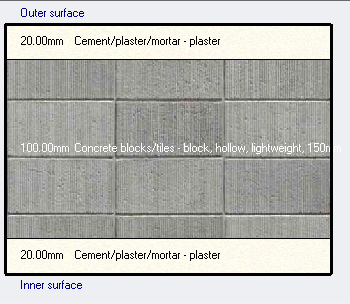 Outer surface
20.00mm Cement/plaster/mortar - plaster
100.00mm Concrete blocks/tiles - block, hollow, lightweight, 150mm
20.00mm Cement/plaster/mortar - plaster
Inner surface